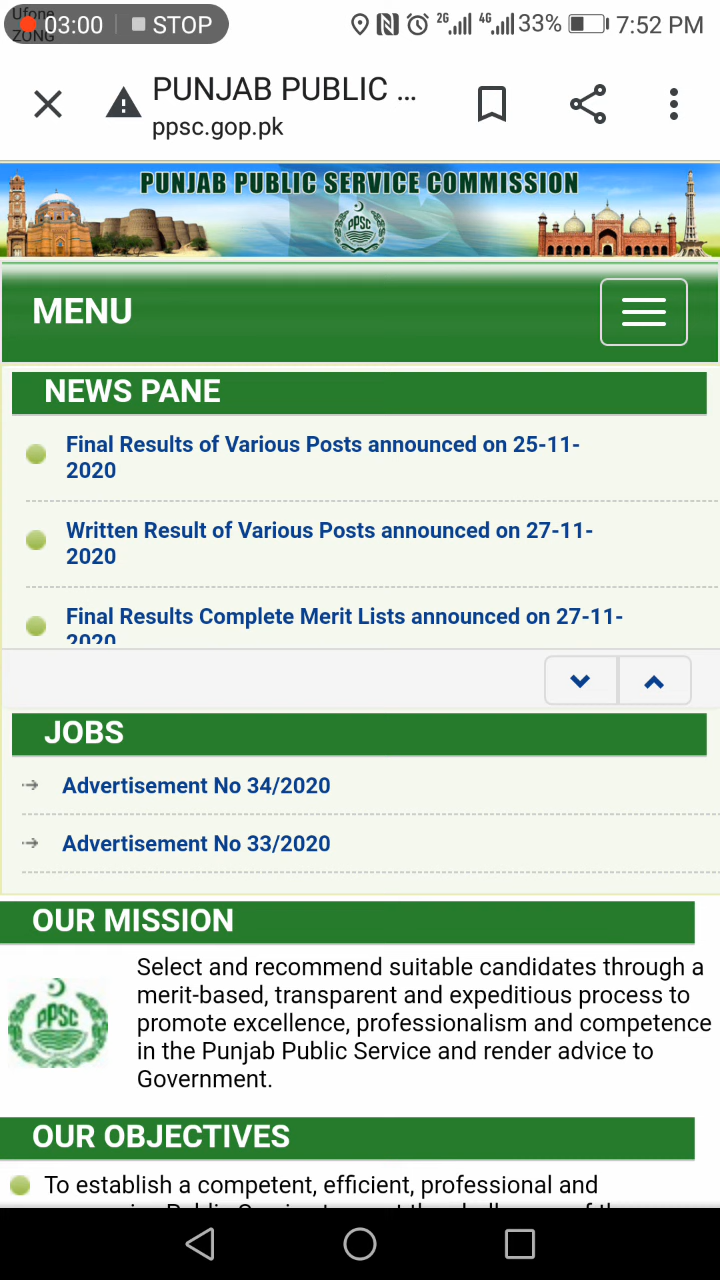 Ufone
ZONG
03:00 STOP 2G 4G 33% 7:52 PM
PUNJAB PUBLIC ...
ppsc.gop.pk
PUNJAB PUBLIC SERVICE COMMISSION
PPSC
MENU
NEWS PANE
Final Results of Various Posts announced on 25-11-
2020
Written Result of Various Posts announced on 27-11-
2020
Final Results Complete Merit Lists announced on 27-11-
2020
JOBS
Advertisement No 34/2020
Advertisement No 33/2020
OUR MISSION
PPSC
Select and recommend suitable candidates through a
merit-based, transparent and expeditious process to
promote excellence, professionalism and competence
in the Punjab Public Service and render advice to
Government.
OUR OBJECTIVES
To establish a competent, efficient, professional and